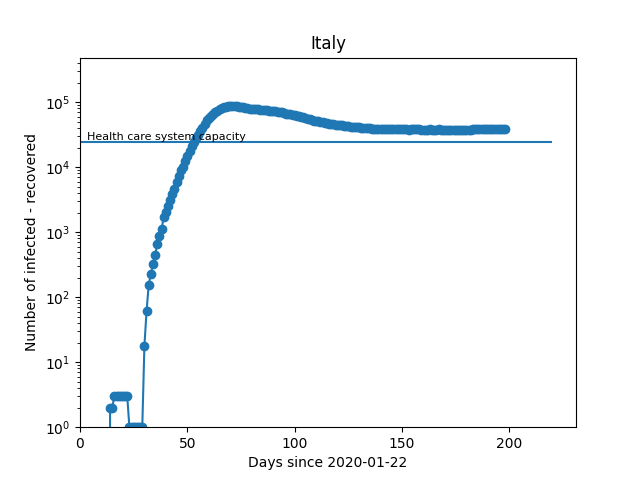 Italy
Number of infected - recovered
10^5
10^4
10^3
10^2
10^1
10^0
Health care system capacity
0 50 100 150 200
Days since 2020-01-22